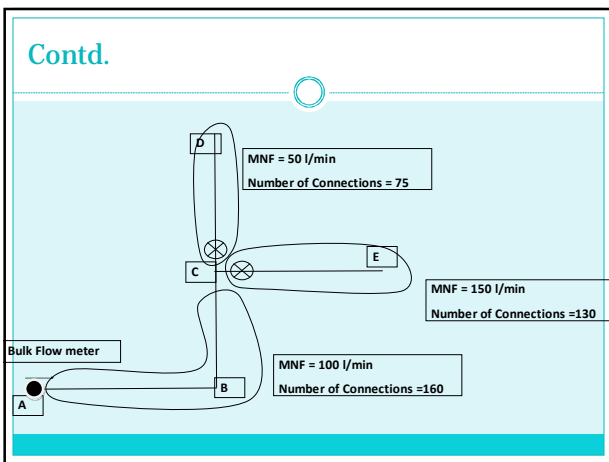 Contd.
D
MNF = 50 l/min
Number of Connections = 75
C
E
MNF = 150 l/min
Number of Connections =130
Bulk Flow meter
MNF = 100 l/min
Number of Connections =160
A
B